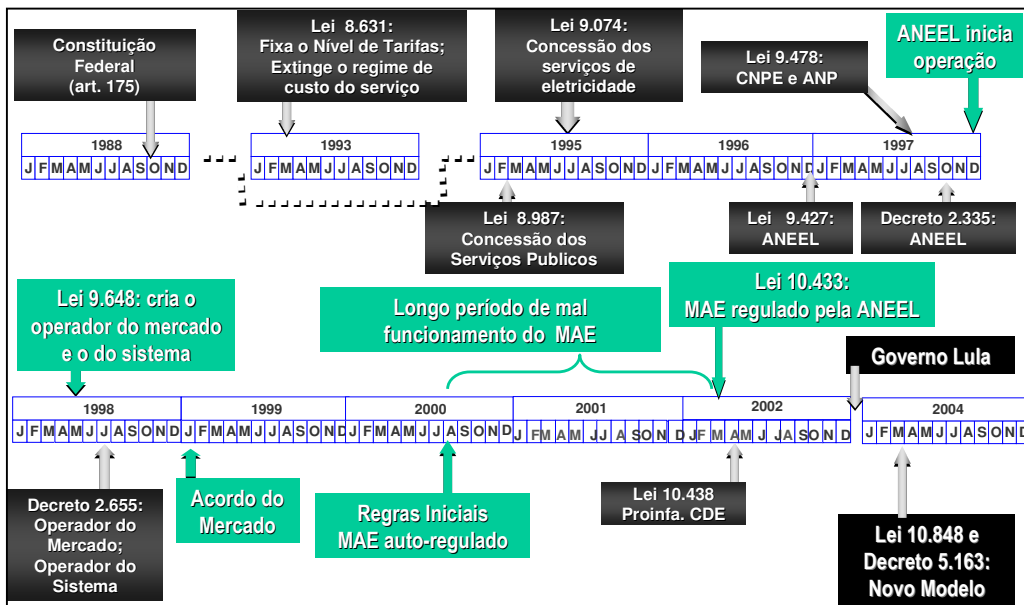 Constituição
Federal
(art. 175)
Lei 8.631:
Fixa o Nível de Tarifas;
Extinge o regime de
custo do serviço
Lei 9.074:
Concessão dos
serviços de
eletricidade
Lei 9.478:
CNPE e ANP
ANEEL inicia
operação
1988
J F M A M J J A S O N D
1993
J F M A M J J A S O N D
1995
J F M A M J J A S O N D
1996
J F M A M J J A S O N D
1997
J F M A M J J A S O N D
Lei 8.987:
Concessão dos
Serviços Publicos
Lei 9.427:
ANEEL
Decreto 2.335:
ANEEL
Lei 9.648: cria o
operador do mercado
e o do sistema
Longo período de mal
funcionamento do MAE
Lei 10.433:
MAE regulado pela ANEEL
Governo Lula
1998
J F M A M J J A S O N D
1999
J F M A M J J A S O N D
2000
J F M A M J J A S O N D
2001
J F M A M J J A S O N D
2002
J F M A M J J A S O N D
2004
J F M A M J J A S O N D
Decreto 2.655:
Operador do
Mercado;
Operador do
Sistema
Acordo do
Mercado
Regras Iniciais
MAE auto-regulado
Lei 10.438
Proinfa. CDE
Lei 10.848 e
Decreto 5.163:
Novo Modelo